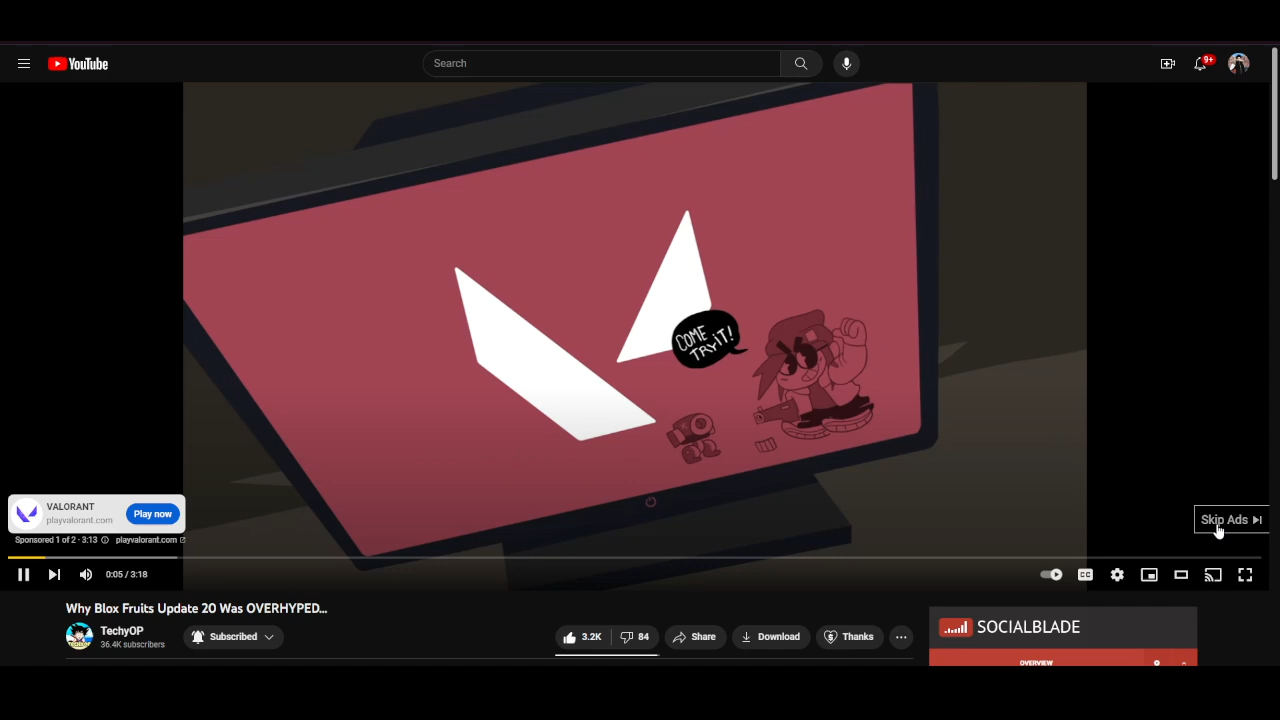 YouTube
Search
9+
COME
TRY iT!
VALORANT
playvalorant.com
Play now
Sponsored 1 of 2 · 3:13
playvalorant.com
Skip Ads
0:05 / 3:18
CC
Why Blox Fruits Update 20 Was OVERHYPED...
TechyOP
36.4K subscribers
Subscribed
3.2K
84
Share
Download
Thanks
SOCIALBLADE
OVERVIEW